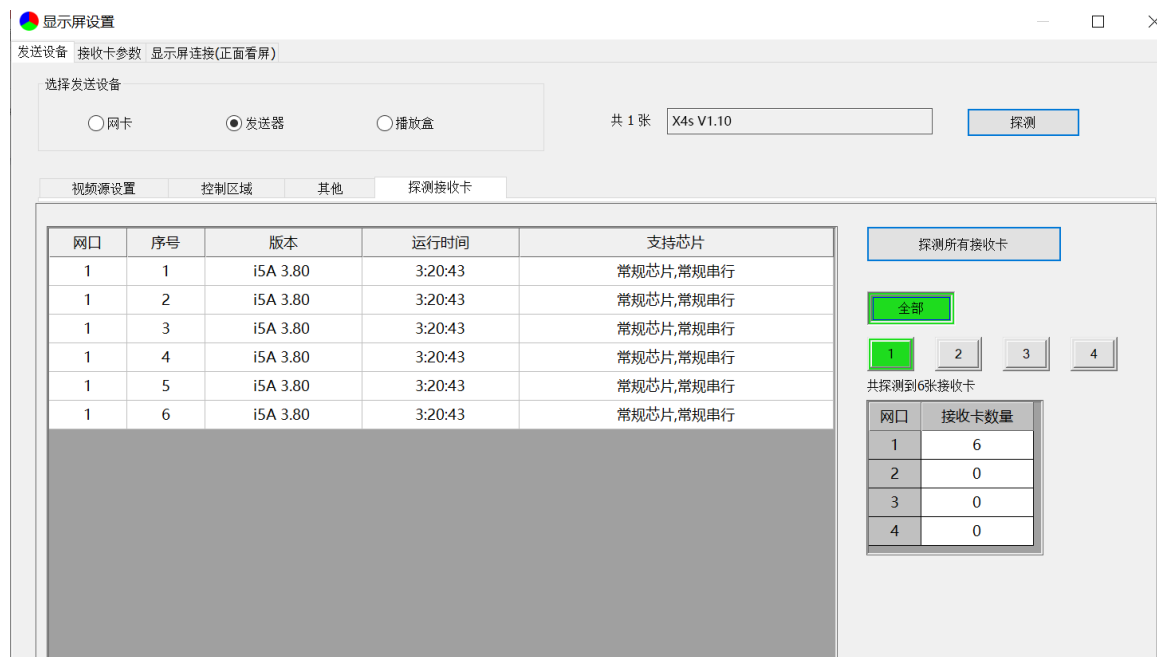 显示屏设置
发送设备 接收卡参数 显示屏连接(正面看屏)
选择发送设备
网卡 发送器 播放盒
共 1 张 X4s V1.10 探测
视频源设置 控制区域 其他 探测接收卡
网口 序号 版本 运行时间 支持芯片
1 1 i5A 3.80 3:20:43 常规芯片,常规串行
1 2 i5A 3.80 3:20:43 常规芯片,常规串行
1 3 i5A 3.80 3:20:43 常规芯片,常规串行
1 4 i5A 3.80 3:20:43 常规芯片,常规串行
1 5 i5A 3.80 3:20:43 常规芯片,常规串行
1 6 i5A 3.80 3:20:43 常规芯片,常规串行
探测所有接收卡
全部
1 2 3 4
共探测到6张接收卡
网口 接收卡数量
1 6
2 0
3 0
4 0